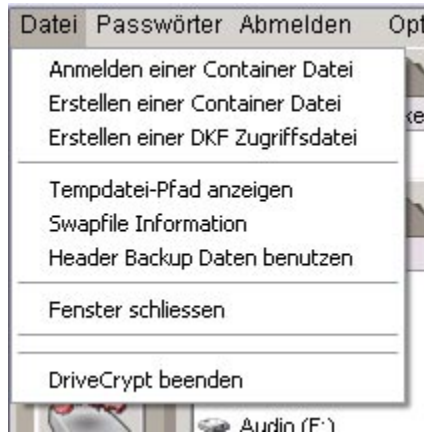 Datei Passwörter Abmelden
Anmelden einer Container Datei
Erstellen einer Container Datei
Erstellen einer DKF Zugriffsdatei
Tempdatei-Pfad anzeigen
Swapfile Information
Header Backup Daten benutzen
Fenster schliessen
DriveCrypt beenden
Audio (F:)